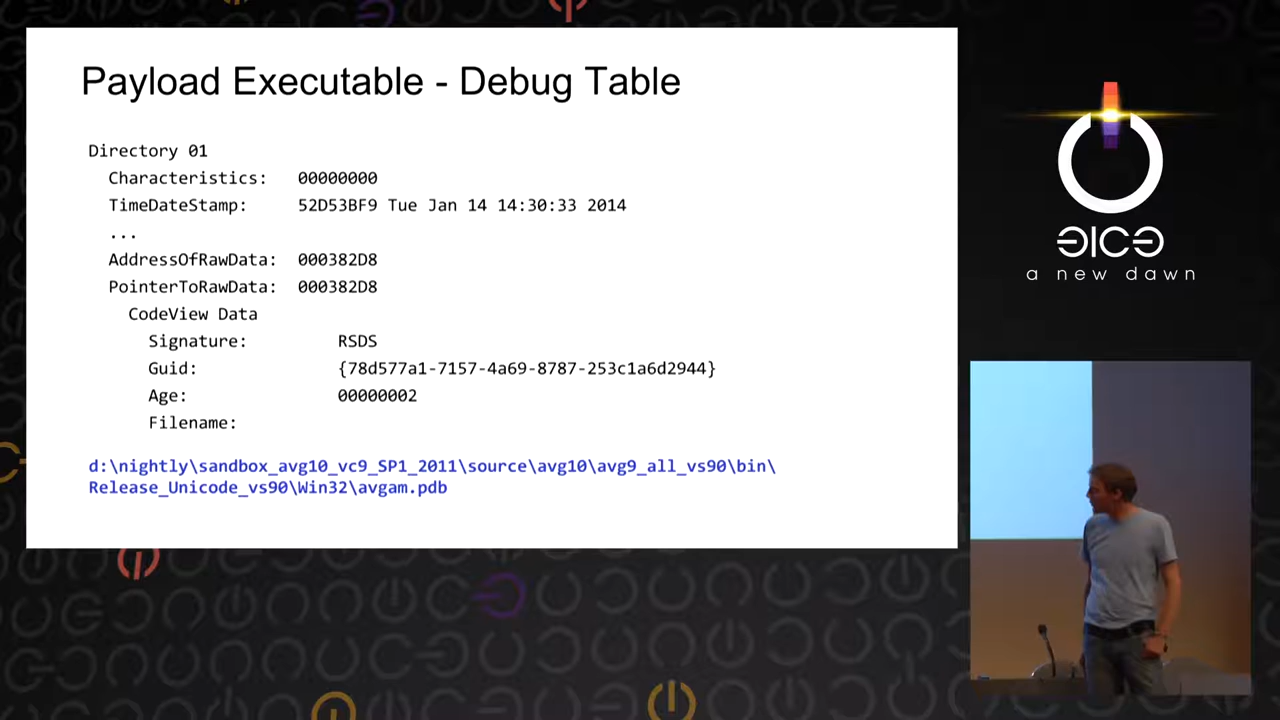 Payload Executable - Debug Table
Directory 01
Characteristics: 00000000
TimeDateStamp: 52D53BF9 Tue Jan 14 14:30:33 2014
...
AddressOfRawData: 000382D8
PointerToRawData: 000382D8
CodeView Data
Signature: RSDS
Guid: {78d577a1-7157-4a69-8787-253c1a6d2944}
Age: 00000002
Filename:
d:\nightly\sandbox_avg10_vc9_SP1_2011\source\avg10\avg9_all_vs90\bin\
Release_Unicode_vs90\Win32\avgam.pdb
31C3
a new dawn